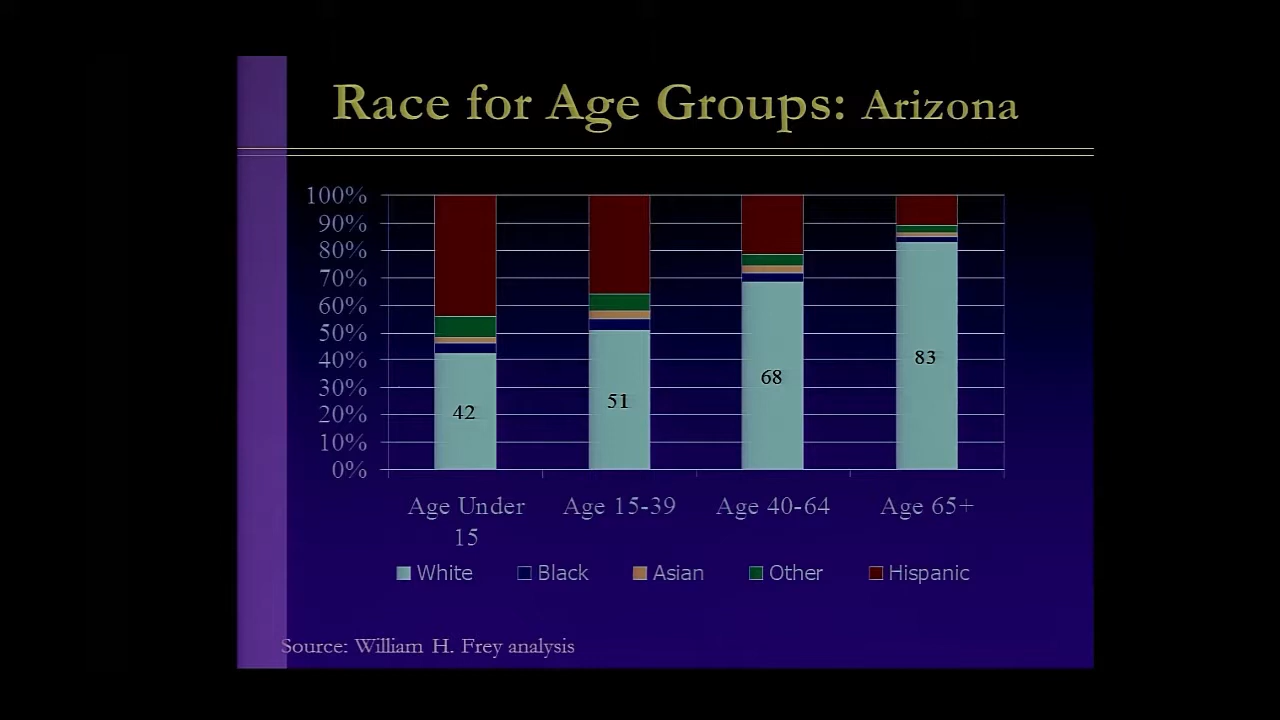 Race for Age Groups: Arizona
100%
90%
80%
70%
60%
50%
40%
30%
20%
10%
0%
42
51
68
83
Age Under
15
Age 15-39
Age 40-64
Age 65+
White
Black
Asian
Other
Hispanic
Source: William H. Frey analysis